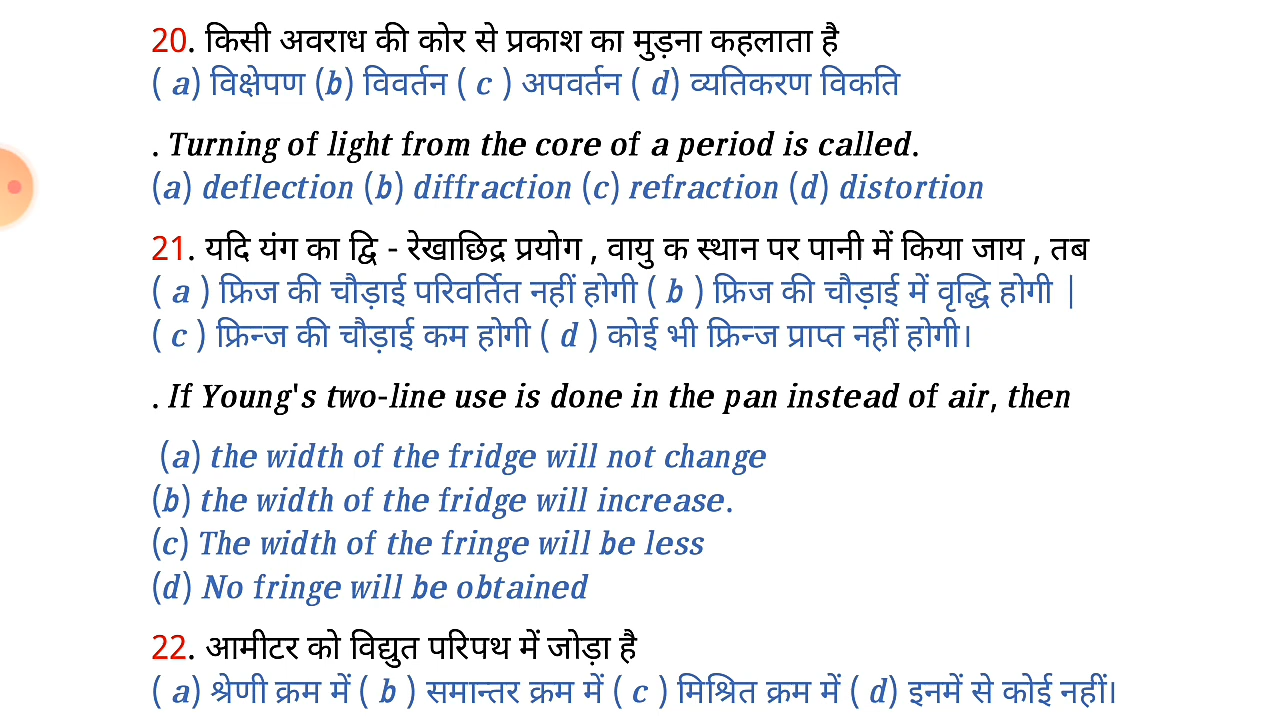 20. किसी अवराध की कोर से प्रकाश का मुड़ना कहलाता है
( a) विक्षेपण (b) विवर्तन ( c ) अपवर्तन ( d) व्यतिकरण विकति
. Turning of light from the core of a period is called.
(a) deflection (b) diffraction (c) refraction (d) distortion
21. यदि यंग का द्वि - रेखाछिद्र प्रयोग , वायु क स्थान पर पानी में किया जाय , तब
( a ) फ्रिज की चौड़ाई परिवर्तित नहीं होगी ( b ) फ्रिज की चौड़ाई में वृद्धि होगी |
( c ) फ्रिन्ज की चौड़ाई कम होगी ( d ) कोई भी फ्रिन्ज प्राप्त नहीं होगी।
. If Young's two-line use is done in the pan instead of air, then
(a) the width of the fridge will not change
(b) the width of the fridge will increase.
(c) The width of the fringe will be less
(d) No fringe will be obtained
22. आमीटर को विद्युत परिपथ में जोड़ा है
( a) श्रेणी क्रम में ( b ) समान्तर क्रम में ( c ) मिश्रित क्रम में ( d) इनमें से कोई नहीं।